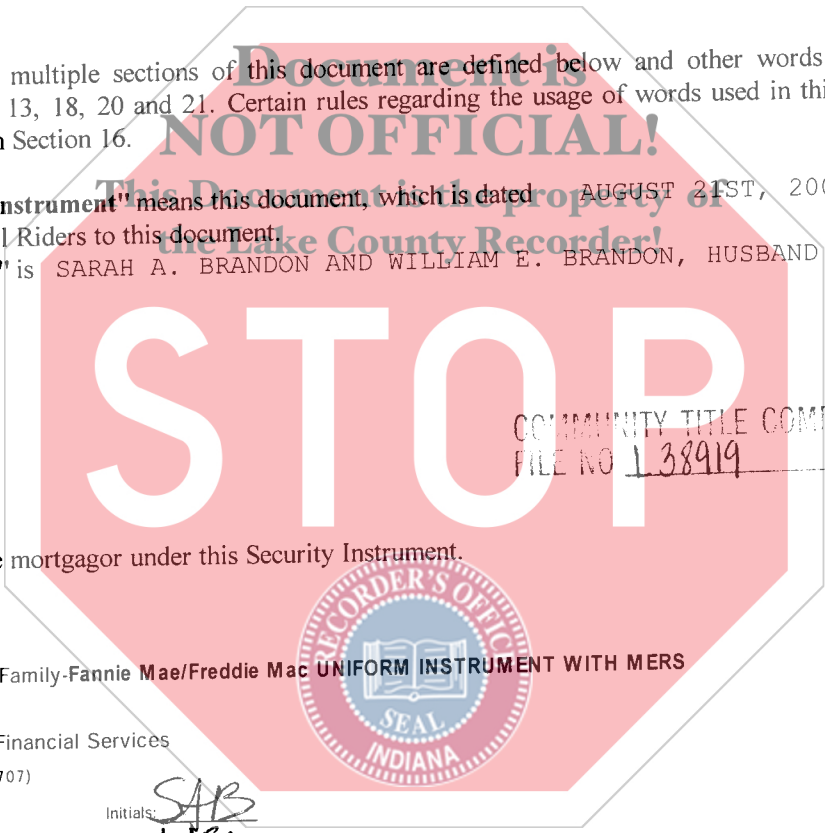 Document is
multiple sections of this document are defined below and other words
13, 18, 20 and 21. Certain rules regarding the usage of words used in thi
NOT OFFICIAL!
n Section 16.
This Document is the property of
nstrument" means this document, which is dated AUGUST 21ST, 200
l Riders to this document.
the Lake County Recorder!
" is SARAH A. BRANDON AND WILLIAM E. BRANDON, HUSBAND
STOP
COMMUNITY TITLE COMP
FILE NO L38919
e mortgagor under this Security Instrument.
RECORDER'S OFFICE
Family-Fannie Mae/Freddie Mac UNIFORM INSTRUMENT WITH MERS
SEAL
Financial Services
INDIANA
707)
Initials: SAB